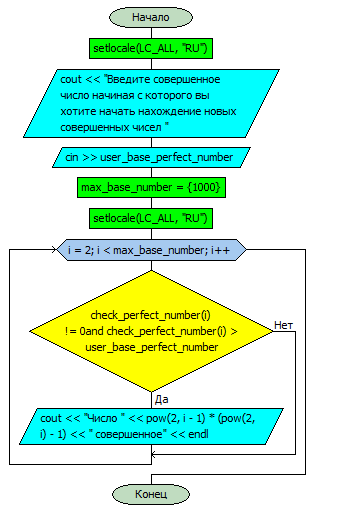 Начало
setlocale(LC_ALL, "RU")
cout << "Введите совершенное
число начиная с которого вы
хотите начать нахождение новых
совершенных чисел "
cin >> user_base_perfect_number
max_base_number = {1000}
setlocale(LC_ALL, "RU")
i = 2; i < max_base_number; i++
check_perfect_number(i)
!= 0and check_perfect_number(i) >
user_base_perfect_number
Нет
Да
cout << "Число " << pow(2, i - 1) * (pow(2,
i) - 1) << " совершенное" << endl
Конец